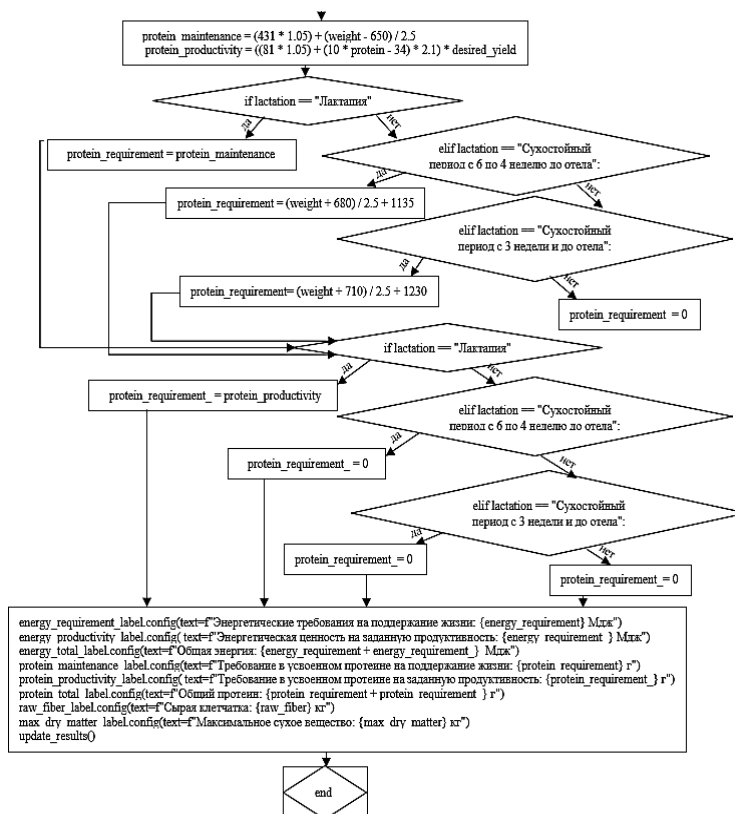 protein_maintenance = (431 * 1.05) + (weight - 650) / 2.5
protein_productivity = ((81 * 1.05) + (10 * protein - 34) * 2.1) * desired_yield
if lactation == "Лактапия"
да
нет
protein_requirement = protein_maintenance
elif lactation == "Сухостойный
период с 6 по 4 неделю до отела":
да
нет
protein_requirement = (weight + 680) / 2.5 + 1135
elif lactation == "Сухостойный
период с 3 недели и до отела":
да
нет
protein_requirement= (weight + 710) / 2.5 + 1230
protein_requirement = 0
if lactation == "Лактапия"
да
нет
protein_requirement_ = protein_productivity
elif lactation == "Сухостойный
период с 6 по 4 неделю до отела":
да
нет
protein_requirement_ = 0
elif lactation == "Сухостойный
период с 3 недели и до отела":
да
нет
protein_requirement_= 0
protein_requirement_= 0
energy_requirement_label.config(text=f"Энергетические требования на поддержание жизни: {energy_requirement} Мдж")
energy_productivity_label.config( text=f"Энергетическая ценность на заданную продуктивность: {energy_requirement_} Мдж")
energy_total_label.config(text=f"Общая энергия: {energy_requirement + energy_requirement_} Мдж")
protein_maintenance_label.config(text=f"Требование в усвоенном протеине на поддержание жизни: {protein_requirement} г")
protein_productivity_label.config( text=f"Требование в усвоенном протеине на заданную продуктивность: {protein_requirement_} г")
protein_total_label.config(text=f"Общий протеин: {protein_requirement + protein_requirement_} г")
raw_fiber_label.config(text=f"Сырая клетчатка: {raw_fiber} кг")
max_dry_matter_label.config(text=f"Максимальное сухое вещество: {max_dry_matter} кг")
update_results()
end